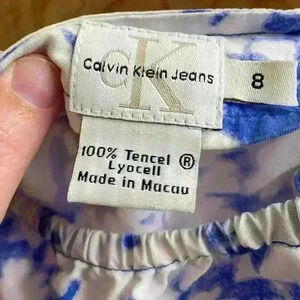 cK
Calvin Klein Jeans
8
100% Tencel ®
Lyocell
Made in Macau